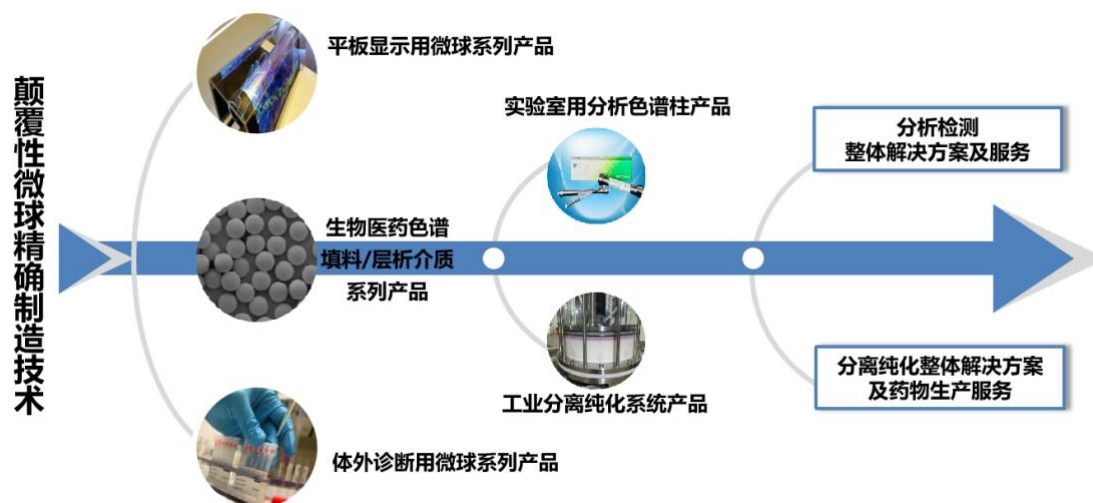 颠覆性微球精确制造技术
平板显示用微球系列产品
生物医药色谱
填料/层析介质
系列产品
体外诊断用微球系列产品
实验室用分析色谱柱产品
工业分离纯化系统产品
分析检测
整体解决方案及服务
分离纯化整体解决方案
及药物生产服务